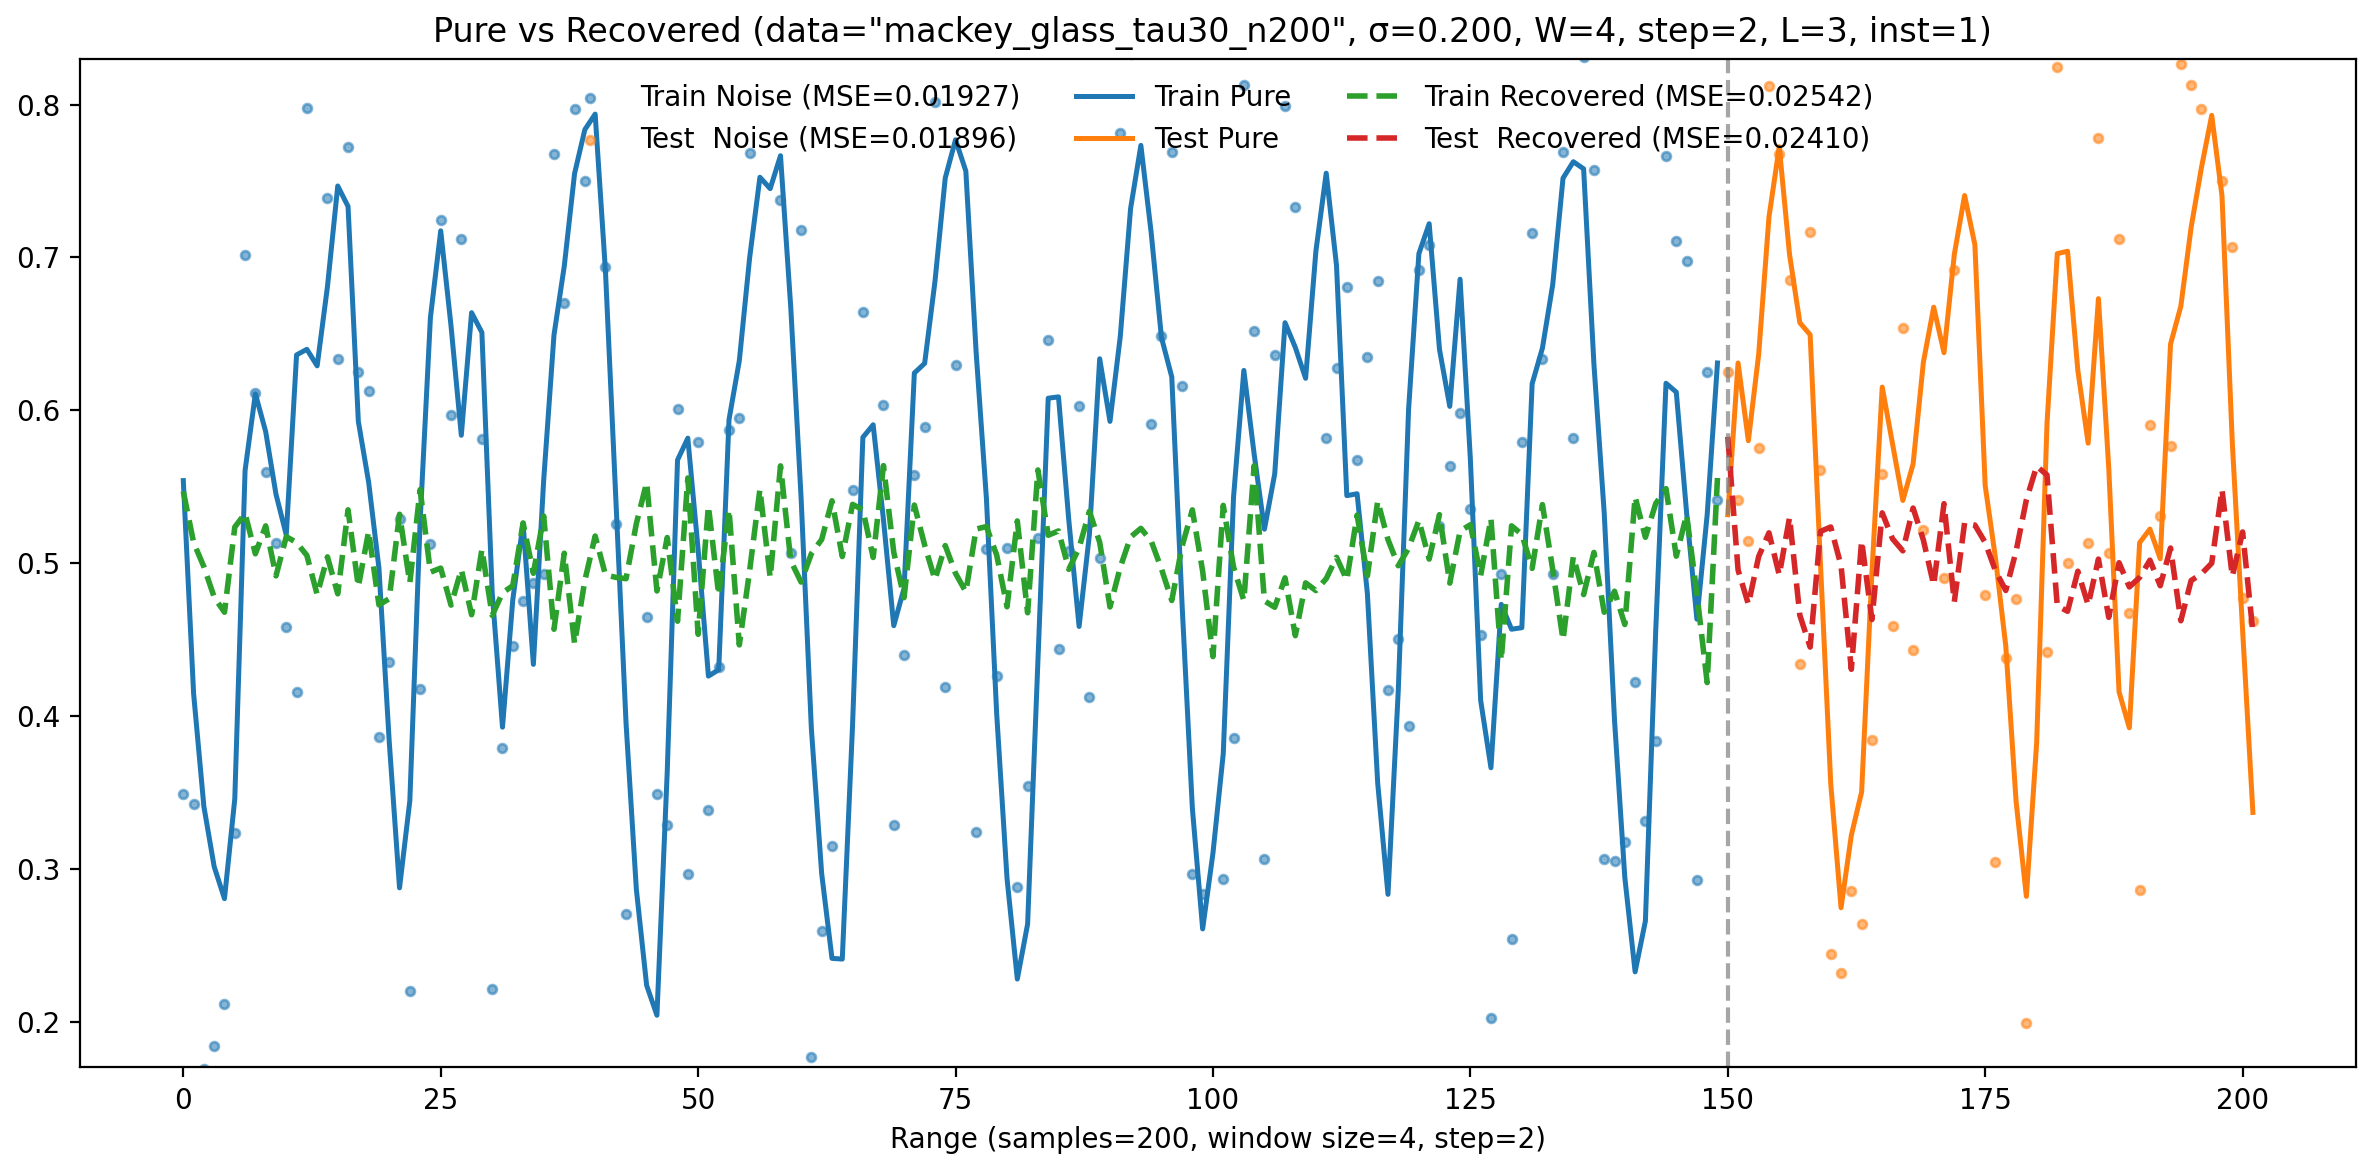 Pure vs Recovered (data="mackey_glass_tau30_n200", σ=0.200, W=4, step=2, L=3, inst=1)
Train Noise (MSE=0.01927) Train Pure Train Recovered (MSE=0.02542)
Test  Noise (MSE=0.01896) Test Pure Test  Recovered (MSE=0.02410)
0.8
0.7
0.6
0.5
0.4
0.3
0.2
0 25 50 75 100 125 150 175 200
Range (samples=200, window size=4, step=2)